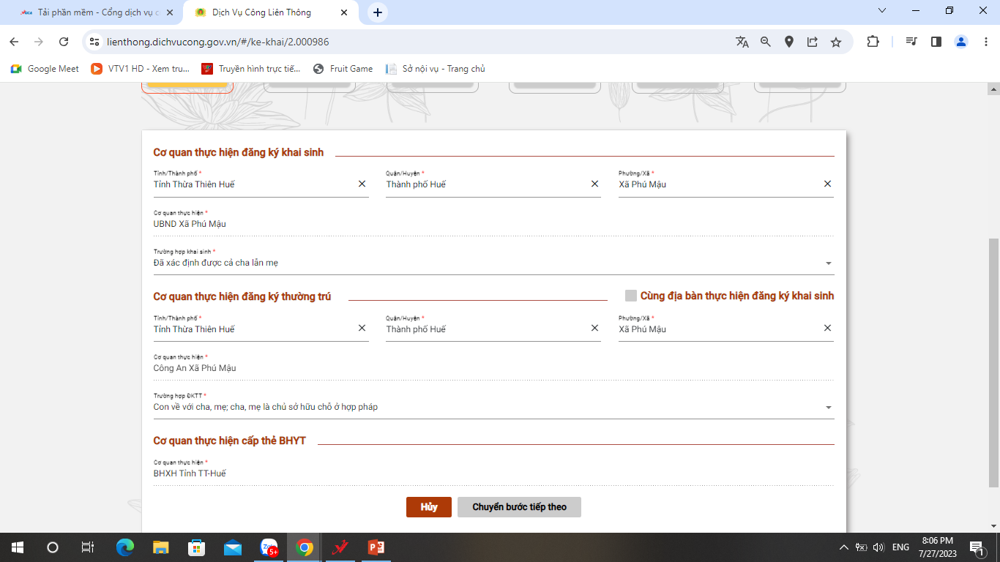 Tải phần mềm - Cổng dịch vụ c
Dịch Vụ Công Liên Thông
lienthong.dichvucong.gov.vn/#/ke-khai/2.000986
Google Meet
VTV1 HD - Xem tru...
Truyền hình trực tiế...
Fruit Game
Sở nội vụ - Trang chủ
Cơ quan thực hiện đăng ký khai sinh
Tỉnh/Thành phố * Quận/Huyện * Phường/Xã *
Tỉnh Thừa Thiên Huế Thành phố Huế Xã Phú Mậu
Cơ quan thực hiện *
UBND Xã Phú Mậu
Trường hợp khai sinh *
Đã xác định được cả cha lẫn mẹ
Cơ quan thực hiện đăng ký thường trú Cùng địa bàn thực hiện đăng ký khai sinh
Tỉnh/Thành phố * Quận/Huyện * Phường/Xã *
Tỉnh Thừa Thiên Huế Thành phố Huế Xã Phú Mậu
Cơ quan thực hiện *
Công An Xã Phú Mậu
Trường hợp ĐKTT *
Con về với cha, mẹ; cha, mẹ là chủ sở hữu chỗ ở hợp pháp
Cơ quan thực hiện cấp thẻ BHYT
Cơ quan thực hiện *
BHXH Tỉnh TT-Huế
Hủy Chuyển bước tiếp theo
5+
ENG
8:06 PM
7/27/2023
1